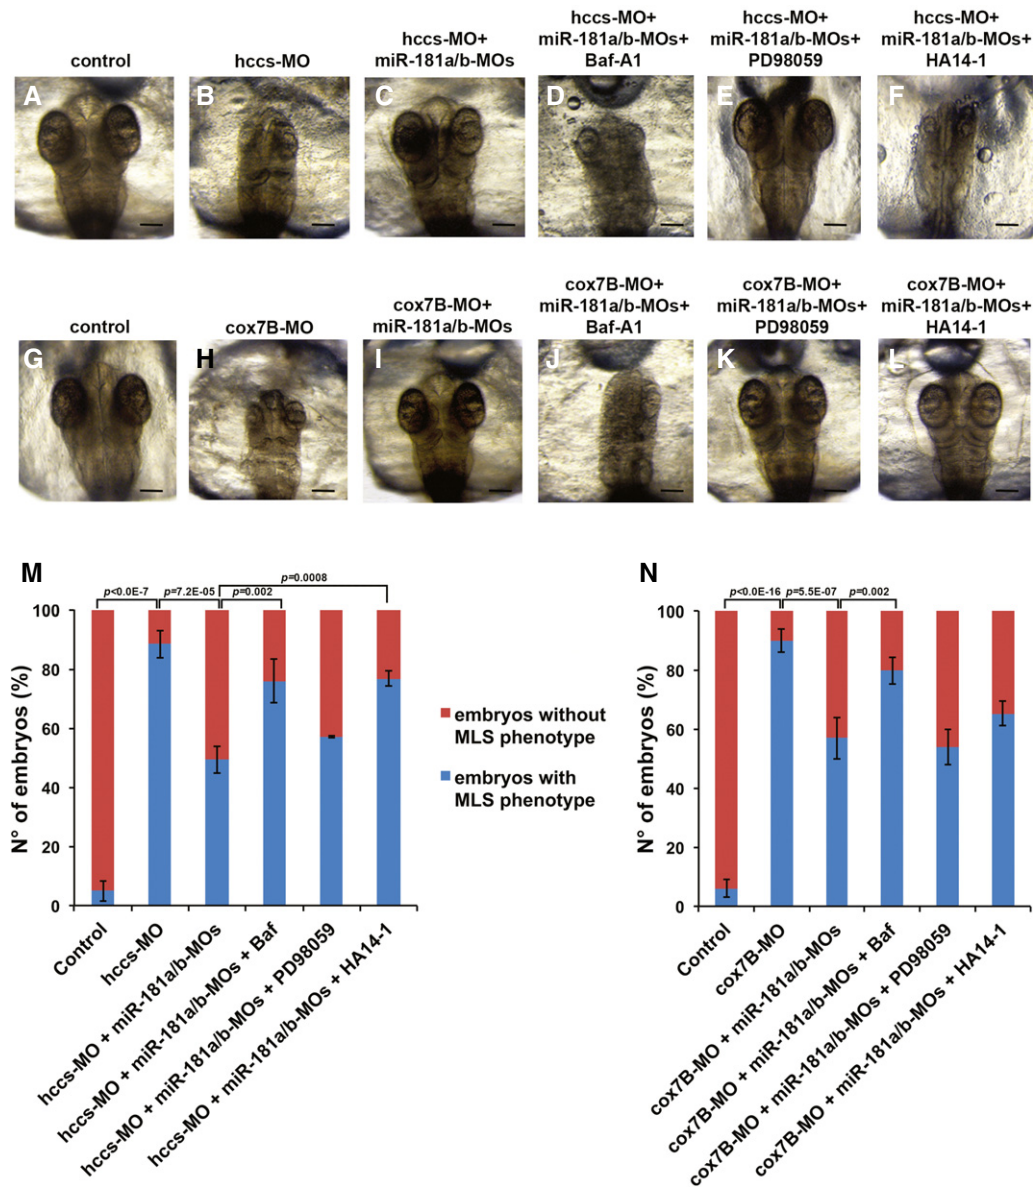 control
hccs-MO
hccs-MO+
miR-181a/b-MOs
hccs-MO+
miR-181a/b-MOs+
Baf-A1
hccs-MO+
miR-181a/b-MOs+
PD98059
hccs-MO+
miR-181a/b-MOs+
HA14-1
A
B
C
D
E
F
control
cox7B-MO
cox7B-MO+
miR-181a/b-MOs
cox7B-MO+
miR-181a/b-MOs+
Baf-A1
cox7B-MO+
miR-181a/b-MOs+
PD98059
cox7B-MO+
miR-181a/b-MOs+
HA14-1
G
H
I
J
K
L
M
p<0.0E-7
p=7.2E-05
p=0.002
p=0.0008
N° of embryos (%)
100
80
60
40
20
0
Control
hccs-MO
hccs-MO + miR-181a/b-MOs
hccs-MO + miR-181a/b-MOs + Baf
hccs-MO + miR-181a/b-MOs + PD98059
hccs-MO + miR-181a/b-MOs + HA14-1
embryos without
MLS phenotype
embryos with
MLS phenotype
N
p<0.0E-16
p=5.5E-07
p=0.002
N° of embryos (%)
100
80
60
40
20
0
Control
cox7B-MO
cox7B-MO + miR-181a/b-MOs
cox7B-MO + miR-181a/b-MOs + Baf
cox7B-MO + miR-181a/b-MOs + PD98059
cox7B-MO + miR-181a/b-MOs + HA14-1